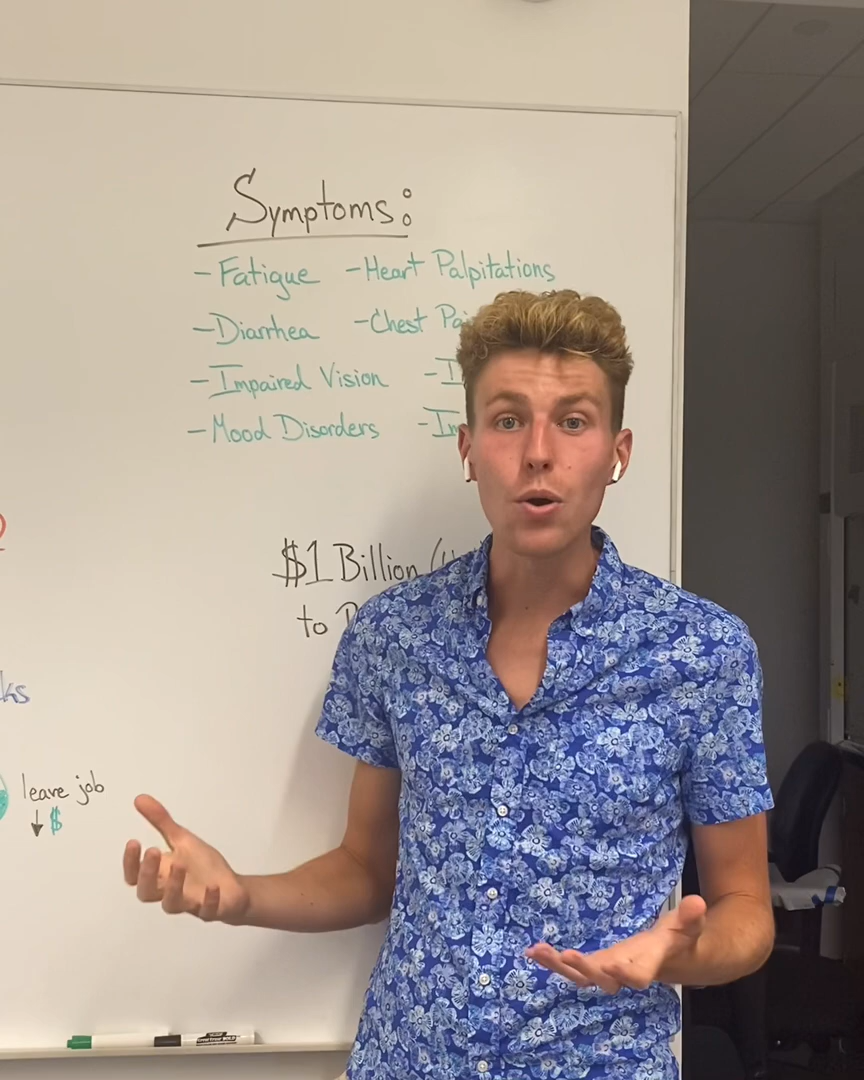 Symptoms:
- Fatigue - Heart Palpitations
- Diarrhea - Chest
- Impaired Vision -
- Mood Disorders -
$1 Billion
to
leave job
↓ $